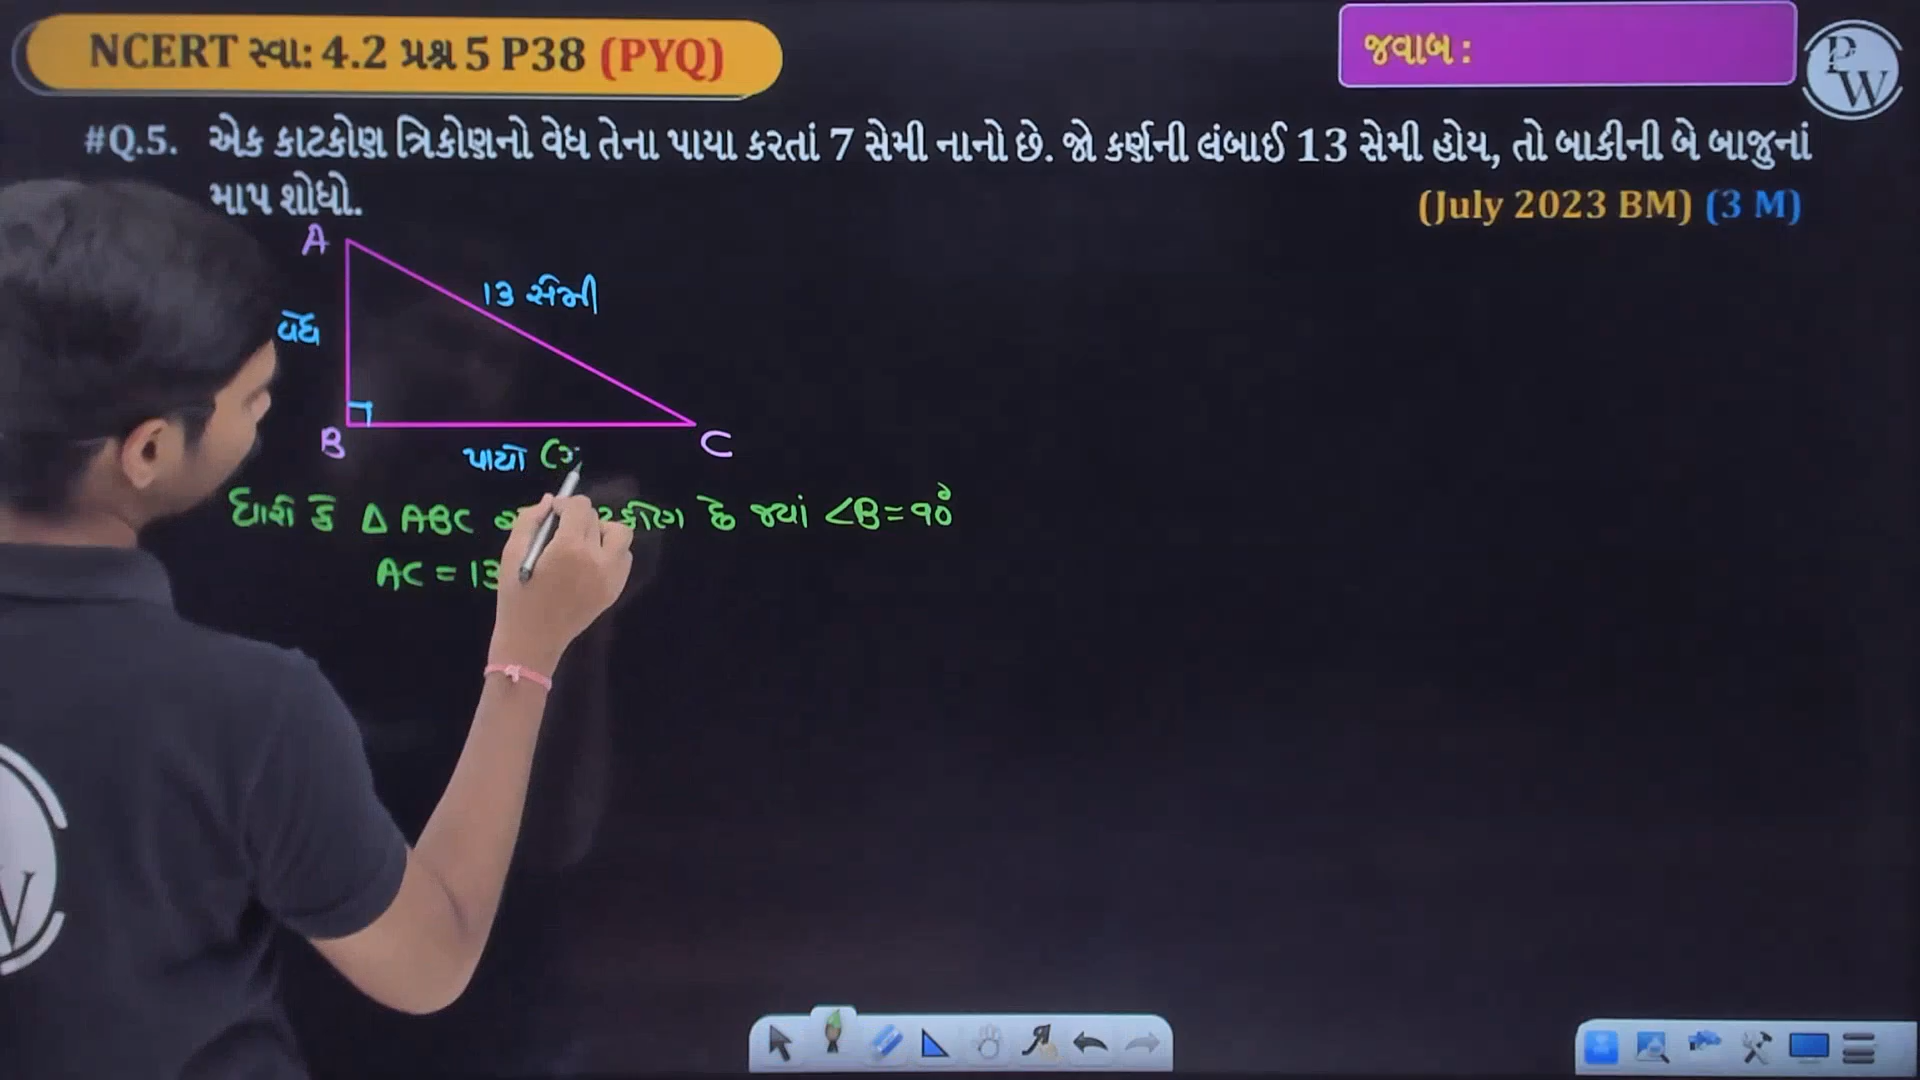 NCERT સ્વા: 4.2 પ્રશ્ન 5 P38 (PYQ)
જવાબ :
PW
#Q.5. એક કાટકોણ ત્રિકોણનો વેધ તેના પાયા કરતાં 7 સેમી નાનો છે. જો કર્ણની લંબાઈ 13 સેમી હોય, તો બાકીની બે બાજુનાં
માપ શોધો.
(July 2023 BM) (3 M)
A
13 સેમી
વેધ
B
C
પાયો (x
ધારો કે Δ ABC છે જ્યાં ∠B = 90°
AC = 13